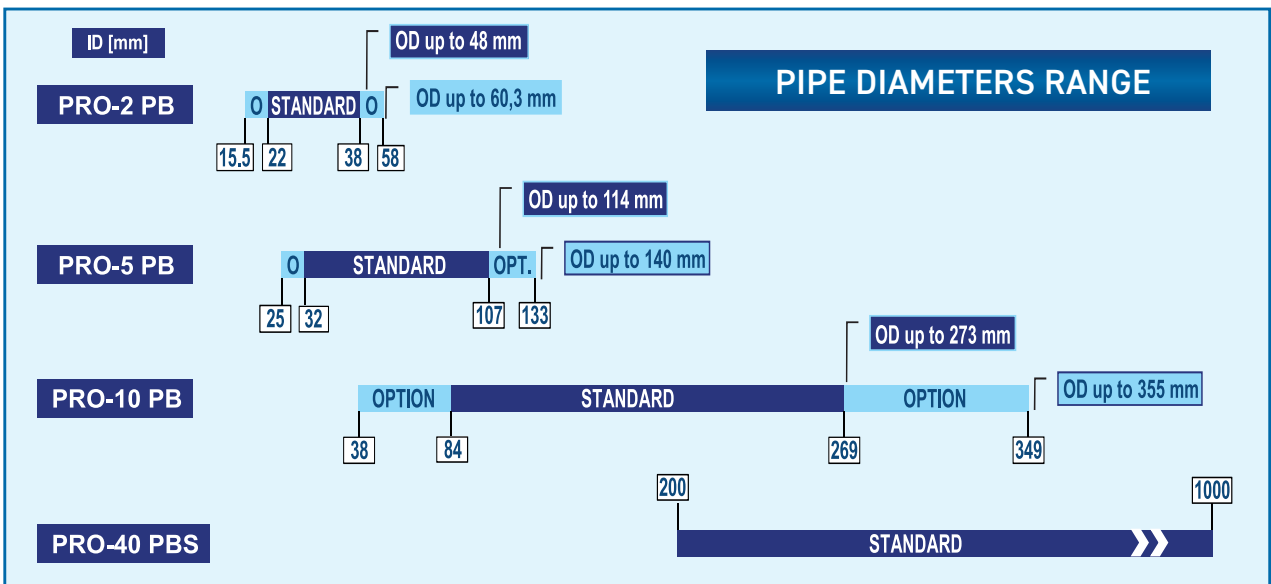 ID [mm]
OD up to 48 mm
PIPE DIAMETERS RANGE
PRO-2 PB
O STANDARD O
OD up to 60,3 mm
15.5 22 38 58
OD up to 114 mm
PRO-5 PB
O STANDARD OPT.
OD up to 140 mm
25 32 107 133
OD up to 273 mm
PRO-10 PB
OPTION STANDARD OPTION
OD up to 355 mm
38 84 269 349
200 1000
PRO-40 PBS
STANDARD